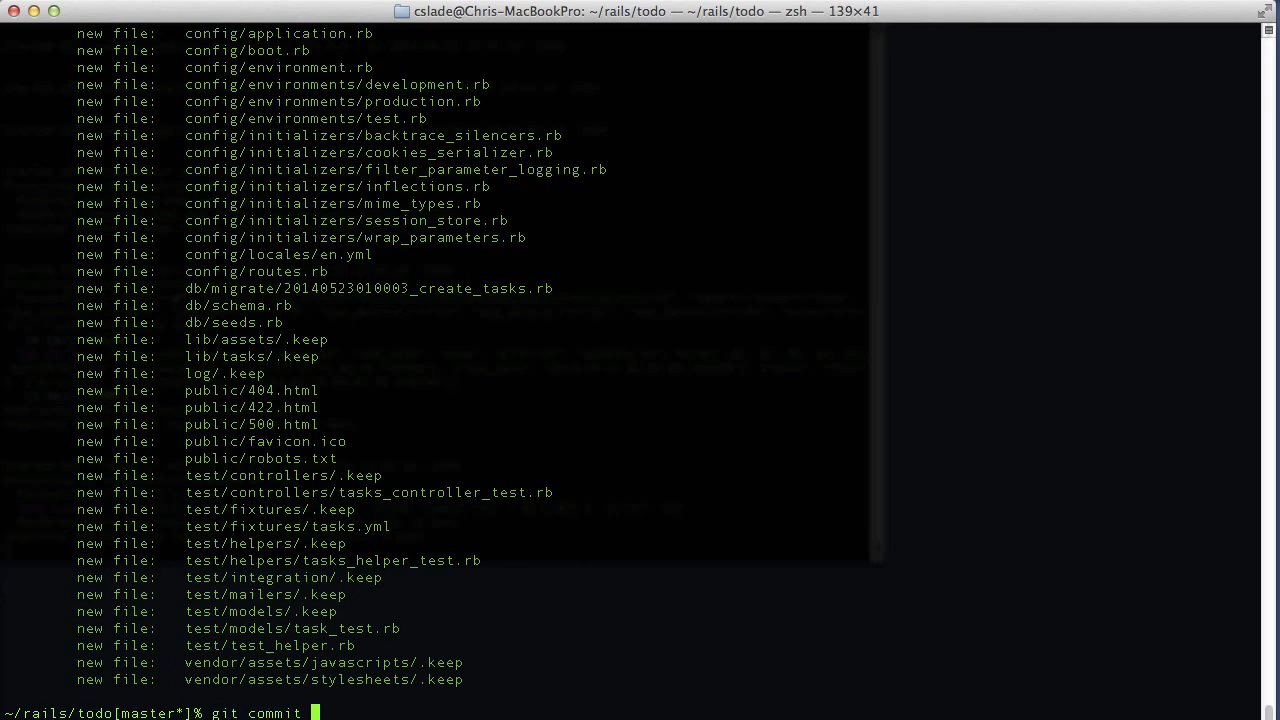 cslade@Chris-MacBookPro: ~/rails/todo — ~/rails/todo — zsh — 139×41
new file:   config/application.rb
new file:   config/boot.rb
new file:   config/environment.rb
new file:   config/environments/development.rb
new file:   config/environments/production.rb
new file:   config/environments/test.rb
new file:   config/initializers/backtrace_silencers.rb
new file:   config/initializers/cookies_serializer.rb
new file:   config/initializers/filter_parameter_logging.rb
new file:   config/initializers/inflections.rb
new file:   config/initializers/mime_types.rb
new file:   config/initializers/session_store.rb
new file:   config/initializers/wrap_parameters.rb
new file:   config/locales/en.yml
new file:   config/routes.rb
new file:   db/migrate/20140523010003_create_tasks.rb
new file:   db/schema.rb
new file:   db/seeds.rb
new file:   lib/assets/.keep
new file:   lib/tasks/.keep
new file:   log/.keep
new file:   public/404.html
new file:   public/422.html
new file:   public/500.html
new file:   public/favicon.ico
new file:   public/robots.txt
new file:   test/controllers/.keep
new file:   test/controllers/tasks_controller_test.rb
new file:   test/fixtures/.keep
new file:   test/fixtures/tasks.yml
new file:   test/helpers/.keep
new file:   test/helpers/tasks_helper_test.rb
new file:   test/integration/.keep
new file:   test/mailers/.keep
new file:   test/models/.keep
new file:   test/models/task_test.rb
new file:   test/test_helper.rb
new file:   vendor/assets/javascripts/.keep
new file:   vendor/assets/stylesheets/.keep
~/rails/todo[master*]% git commit